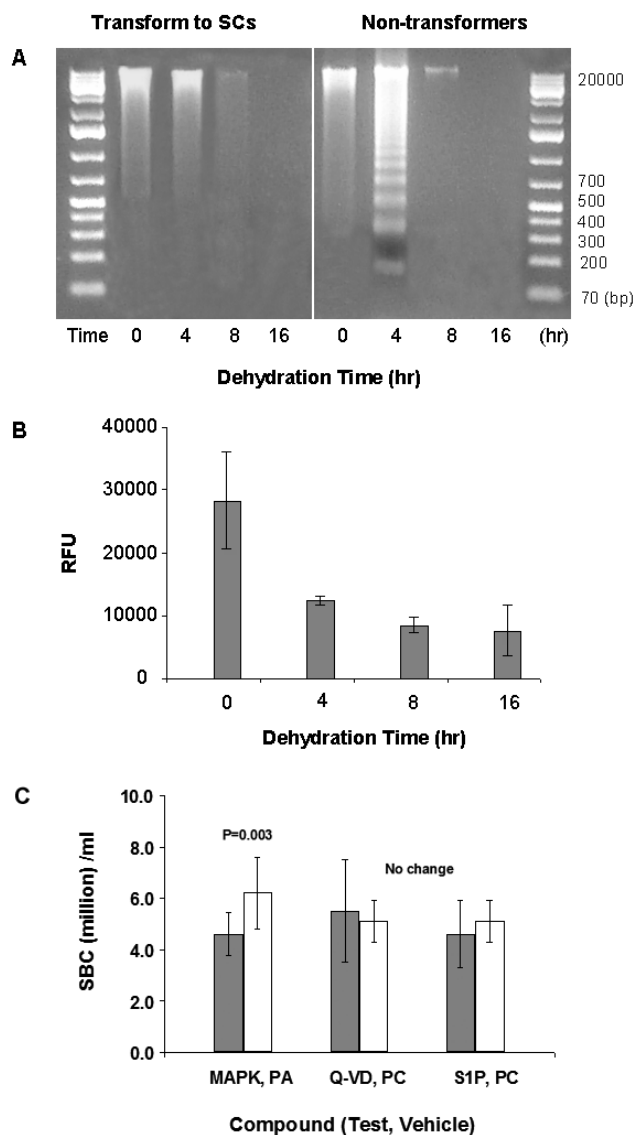 Transform to SCs Non-transformers
A
20000
700
500
400
300
200
70 (bp)
Time 0 4 8 16 0 4 8 16 (hr)
Dehydration Time (hr)
B
40000
30000
20000
10000
0
RFU
0 4 8 16
Dehydration Time (hr)
C
10.0
8.0
6.0
4.0
2.0
0.0
SBC (million) /ml
P=0.003
No change
MAPK, PA Q-VD, PC S1P, PC
Compound (Test, Vehicle)